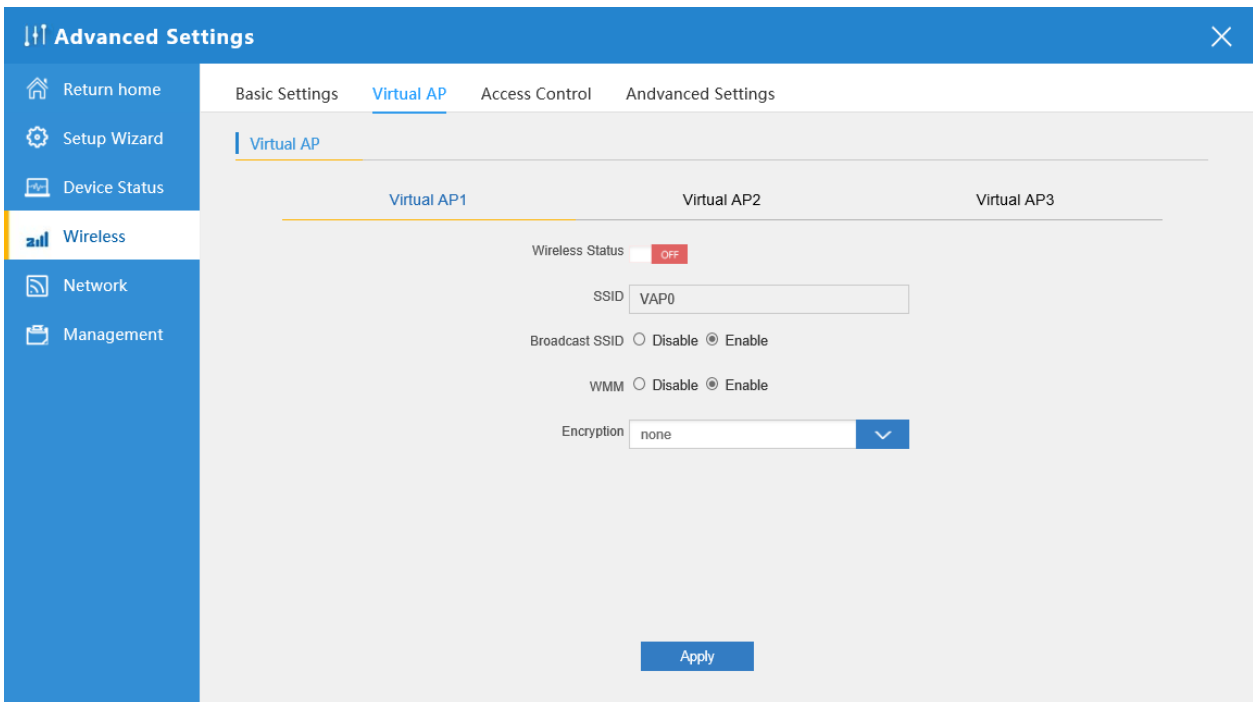 Advanced Settings
Return home
Setup Wizard
Device Status
Wireless
Network
Management
Basic Settings Virtual AP Access Control Andvanced Settings
Virtual AP
Virtual AP1 Virtual AP2 Virtual AP3
Wireless Status OFF
SSID VAP0
Broadcast SSID Disable Enable
WMM Disable Enable
Encryption none
Apply